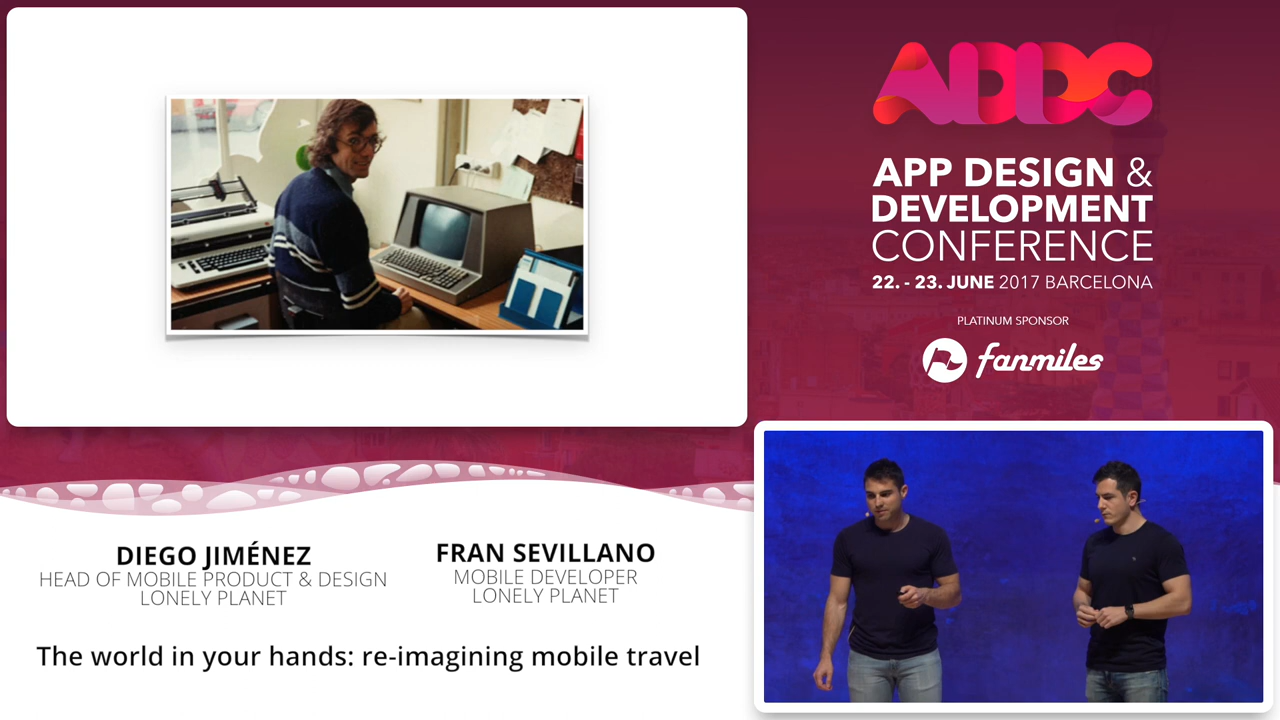 ADDC
APP DESIGN &
DEVELOPMENT
CONFERENCE
22. - 23. JUNE 2017 BARCELONA
PLATINUM SPONSOR
fanmiles
DIEGO JIMÉNEZ
HEAD OF MOBILE PRODUCT & DESIGN
LONELY PLANET
FRAN SEVILLANO
MOBILE DEVELOPER
LONELY PLANET
The world in your hands: re-imagining mobile travel